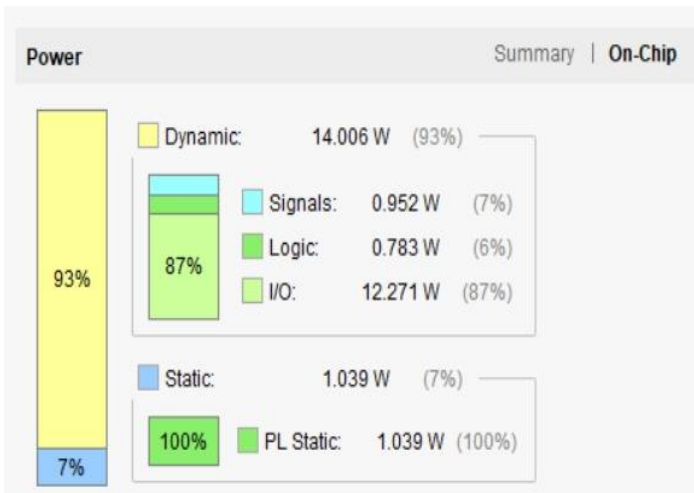 Power Summary | On-Chip
Dynamic: 14.006 W (93%)
Signals: 0.952 W (7%)
Logic: 0.783 W (6%)
87%
93%
I/O: 12.271 W (87%)
Static: 1.039 W (7%)
100% PL Static: 1.039 W (100%)
7%